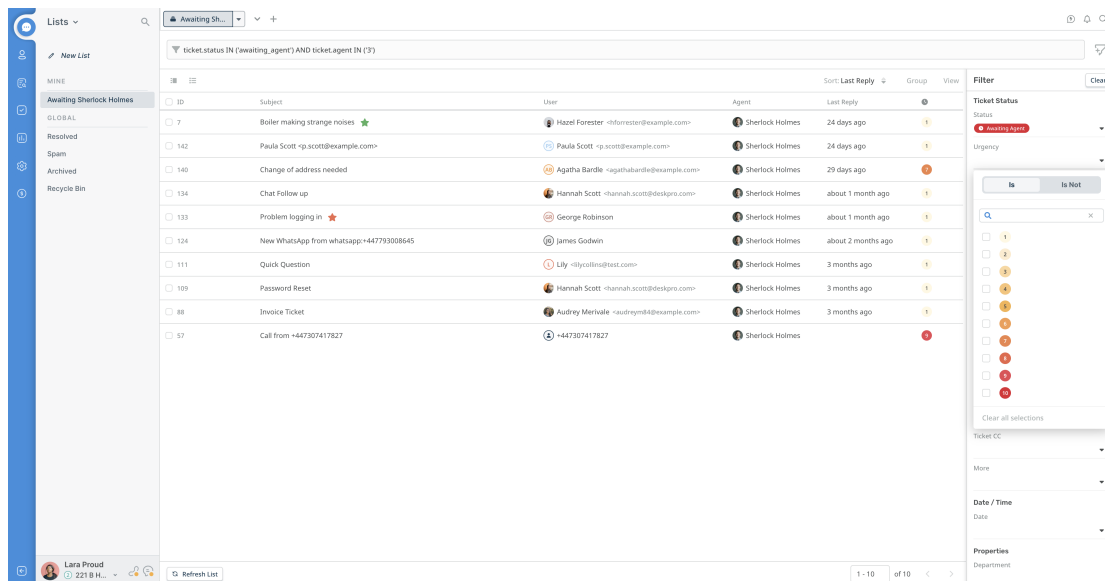 Lists
Awaiting Sh...
New List
ticket.status IN ('awaiting_agent') AND ticket.agent IN ('3')
MINE
Awaiting Sherlock Holmes
GLOBAL
Resolved
Spam
Archived
Recycle Bin
Sort: Last Reply Group View
ID Subject User Agent Last Reply
7 Boiler making strange noises Hazel Forester <hforrester@example.com> Sherlock Holmes 24 days ago 1
142 Paula Scott <p.scott@example.com> PS Paula Scott <p.scott@example.com> Sherlock Holmes 24 days ago 1
140 Change of address needed AB Agatha Bardle <agathabardle@example.com> Sherlock Holmes 29 days ago 7
134 Chat Follow up Hannah Scott <hannah.scott@deskpro.com> Sherlock Holmes about 1 month ago 1
133 Problem logging in GR George Robinson Sherlock Holmes about 1 month ago 1
124 New WhatsApp from whatsapp:+447793008645 JG James Godwin Sherlock Holmes about 2 months ago 1
111 Quick Question L Lily <lilycollins@test.com> Sherlock Holmes 3 months ago 1
109 Password Reset Hannah Scott <hannah.scott@deskpro.com> Sherlock Holmes 3 months ago 1
88 Invoice Ticket Audrey Merivale <audreym84@example.com> Sherlock Holmes 3 months ago 1
57 Call from +447307417827 +447307417827 Sherlock Holmes 9
Filter Clear
Ticket Status
Status
Awaiting Agent
Urgency
Is Is Not
1
2
3
4
5
6
7
8
9
10
Clear all selections
Ticket CC
More
Date / Time
Date
Properties
Department
Lara Proud
221 B H...
Refresh List
1 - 10 of 10